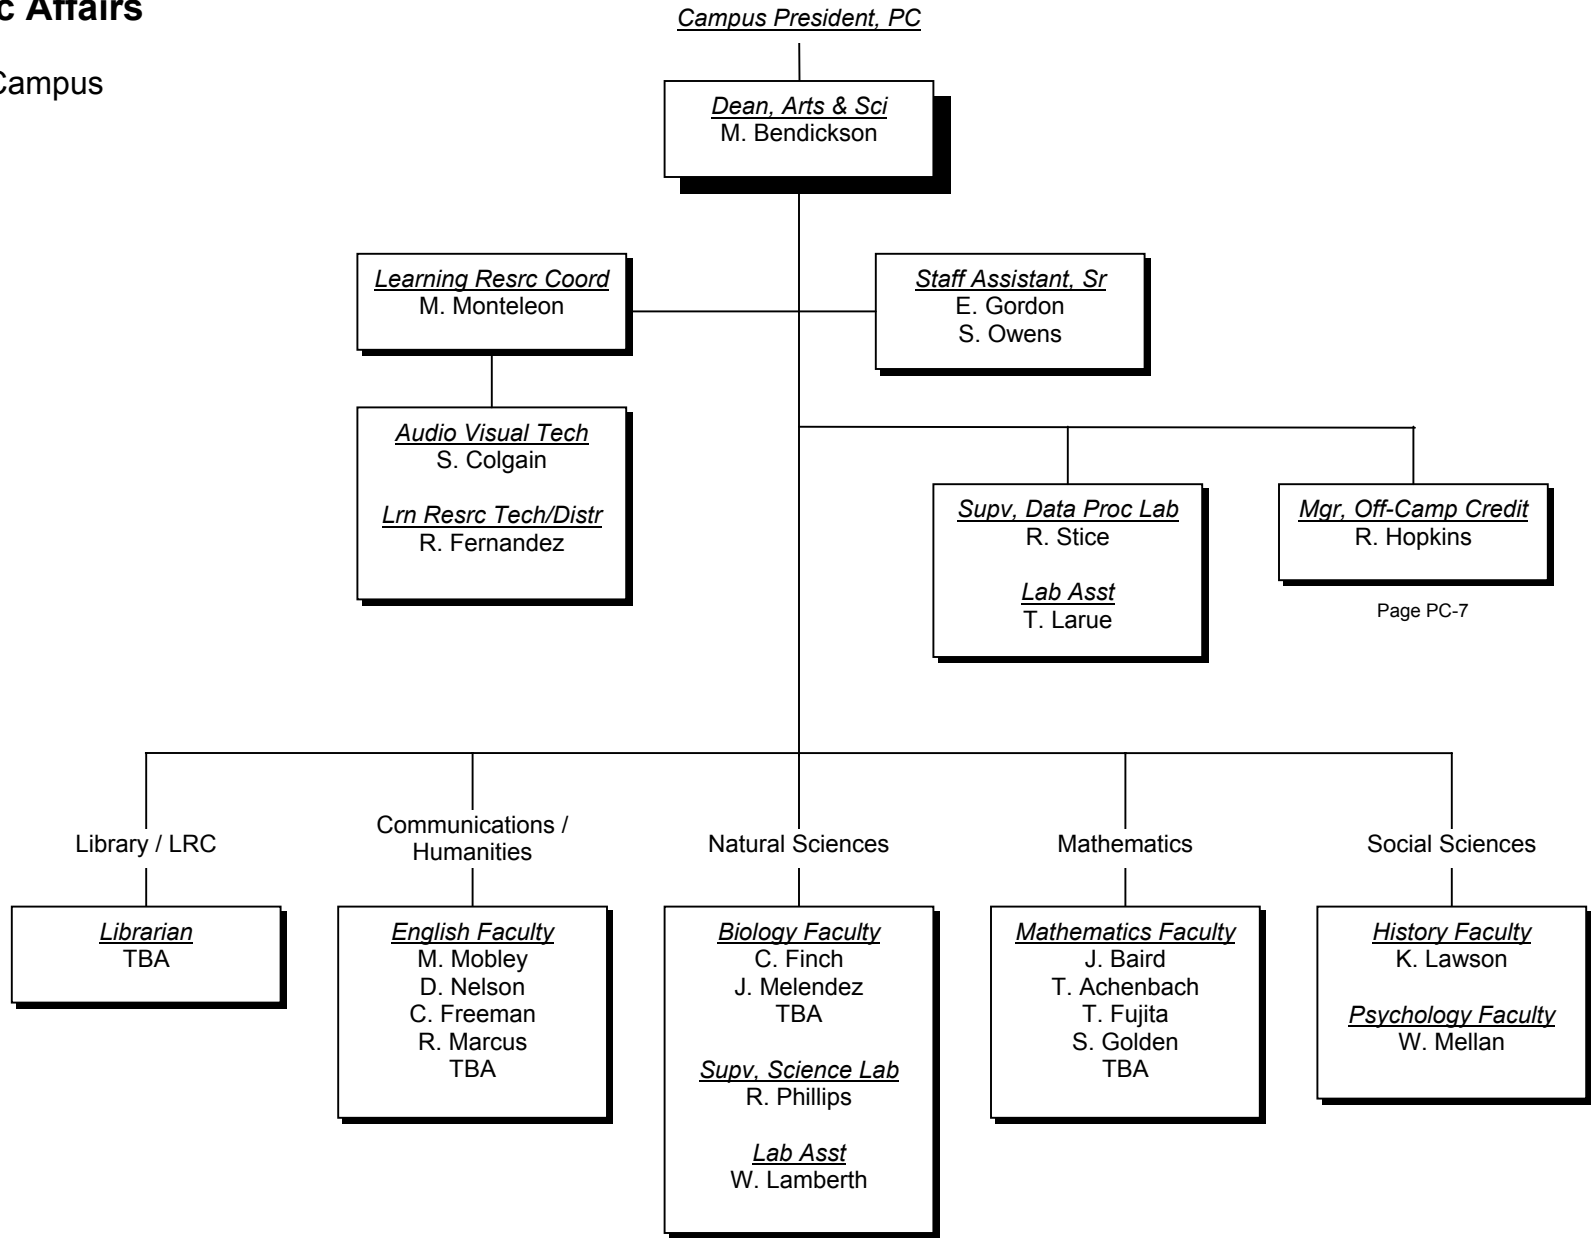 c Affairs
Campus
Campus President, PC
Dean, Arts & Sci
M. Bendickson
Learning Resrc Coord
M. Monteleon
Staff Assistant, Sr
E. Gordon
S. Owens
Audio Visual Tech
S. Colgain
Lrn Resrc Tech/Distr
R. Fernandez
Supv, Data Proc Lab
R. Stice
Lab Asst
T. Larue
Mgr, Off-Camp Credit
R. Hopkins
Page PC-7
Library / LRC
Librarian
TBA
Communications /
Humanities
English Faculty
M. Mobley
D. Nelson
C. Freeman
R. Marcus
TBA
Natural Sciences
Biology Faculty
C. Finch
J. Melendez
TBA
Supv, Science Lab
R. Phillips
Lab Asst
W. Lamberth
Mathematics
Mathematics Faculty
J. Baird
T. Achenbach
T. Fujita
S. Golden
TBA
Social Sciences
History Faculty
K. Lawson
Psychology Faculty
W. Mellan